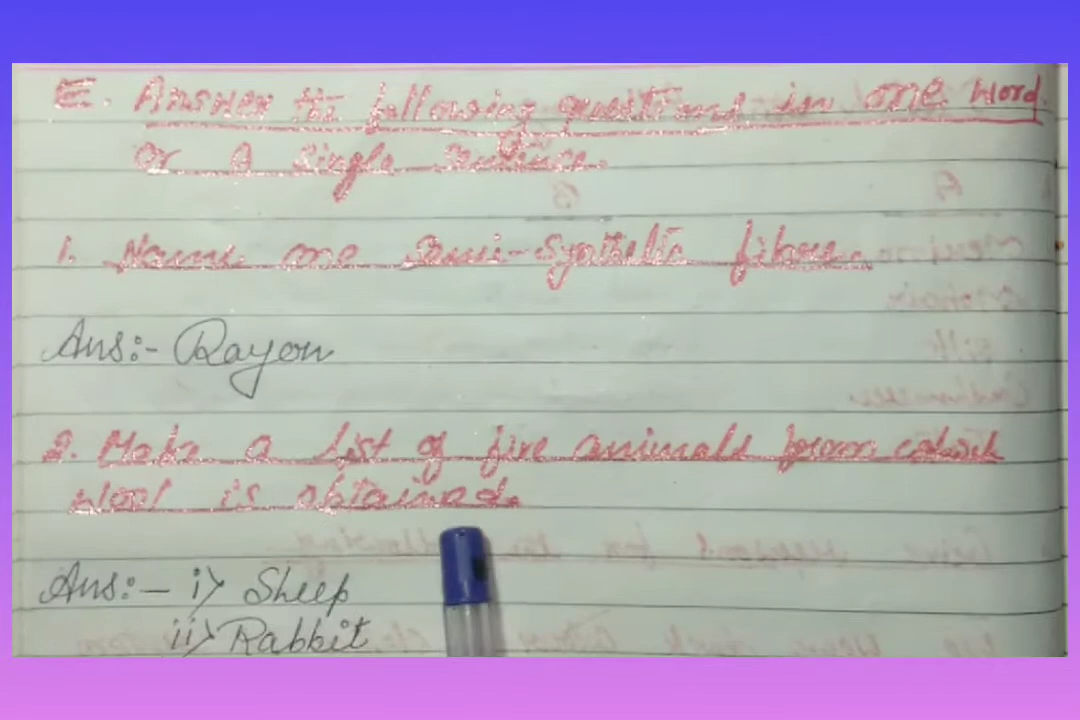 E. Answer the following questions in one word
or a single sentence.
1. Name one Semi-Synthetic fibre.
Ans:- Rayon
2. Make a list of five animals from which
wool is obtained.
Ans:- i) Sheep
ii) Rabbit